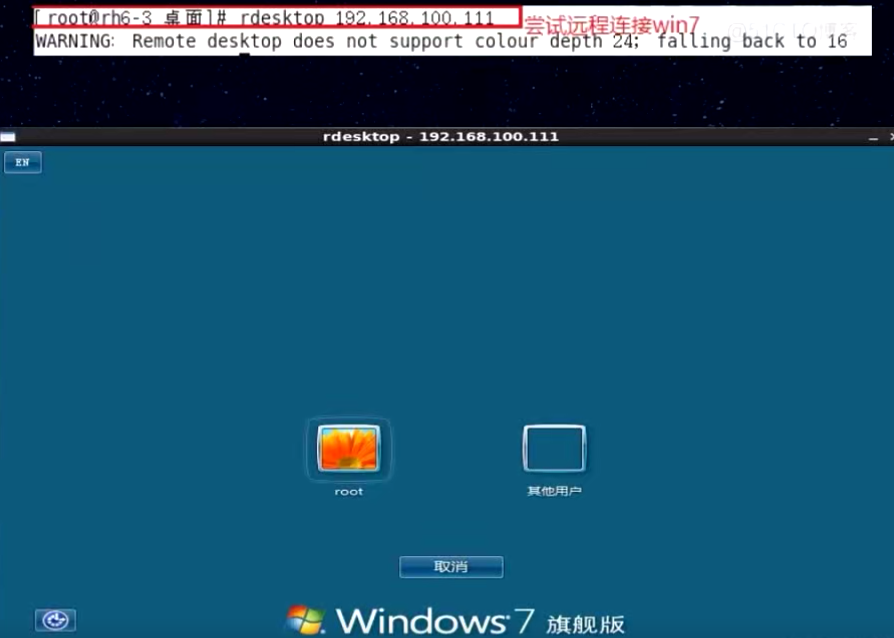 [root@rh6-3 桌面]# rdesktop 192.168.100.111
尝试远程连接win7
WARNING: Remote desktop does not support colour depth 24; falling back to 16
rdesktop - 192.168.100.111
EN
root
其他用户
取消
Windows 7 旗舰版